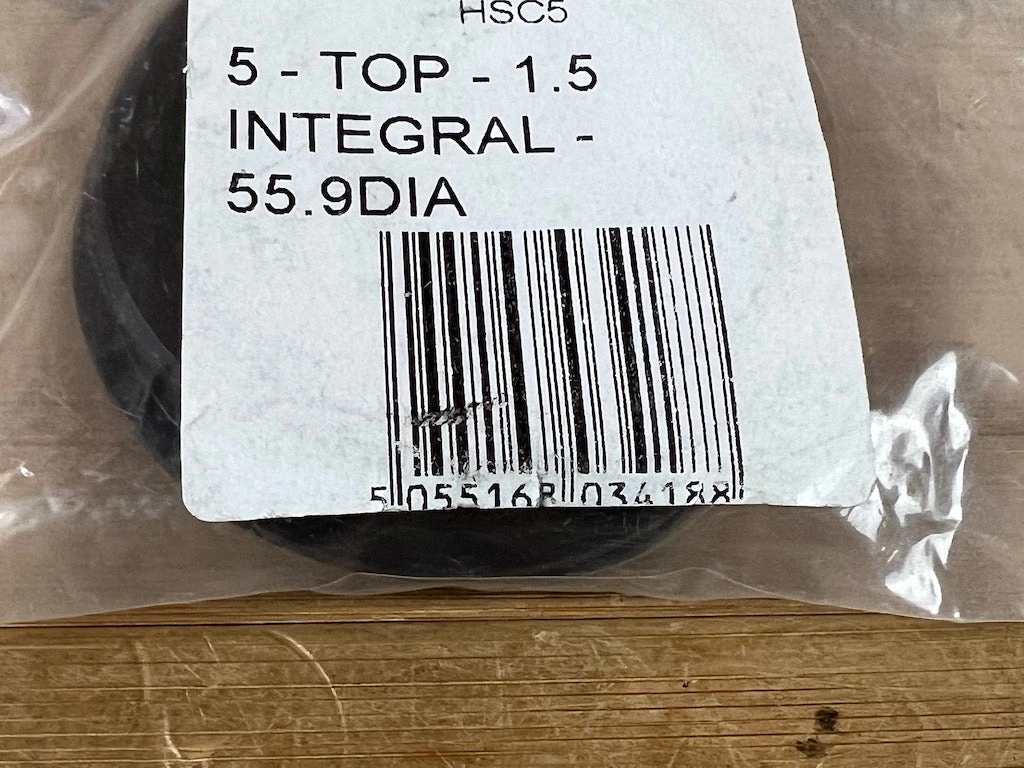 HSC5
5 - TOP - 1.5
INTEGRAL -
55.9DIA
5 055168 034188